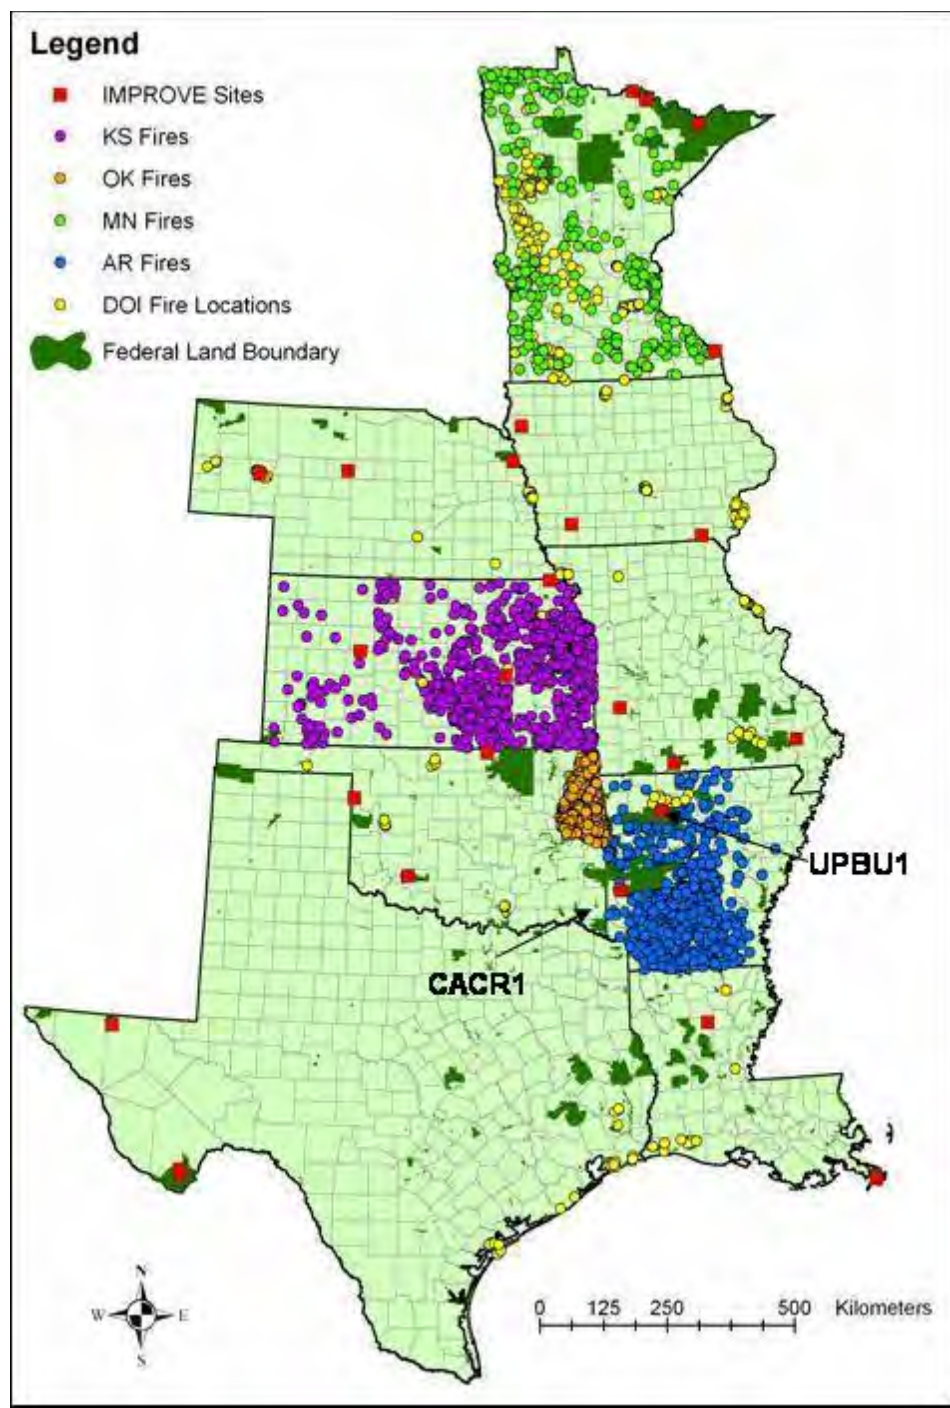 Legend
IMPROVE Sites
KS Fires
OK Fires
MN Fires
AR Fires
DOI Fire Locations
Federal Land Boundary
UPBU1
CACR1
N
W E
S
0 125 250 500 Kilometers